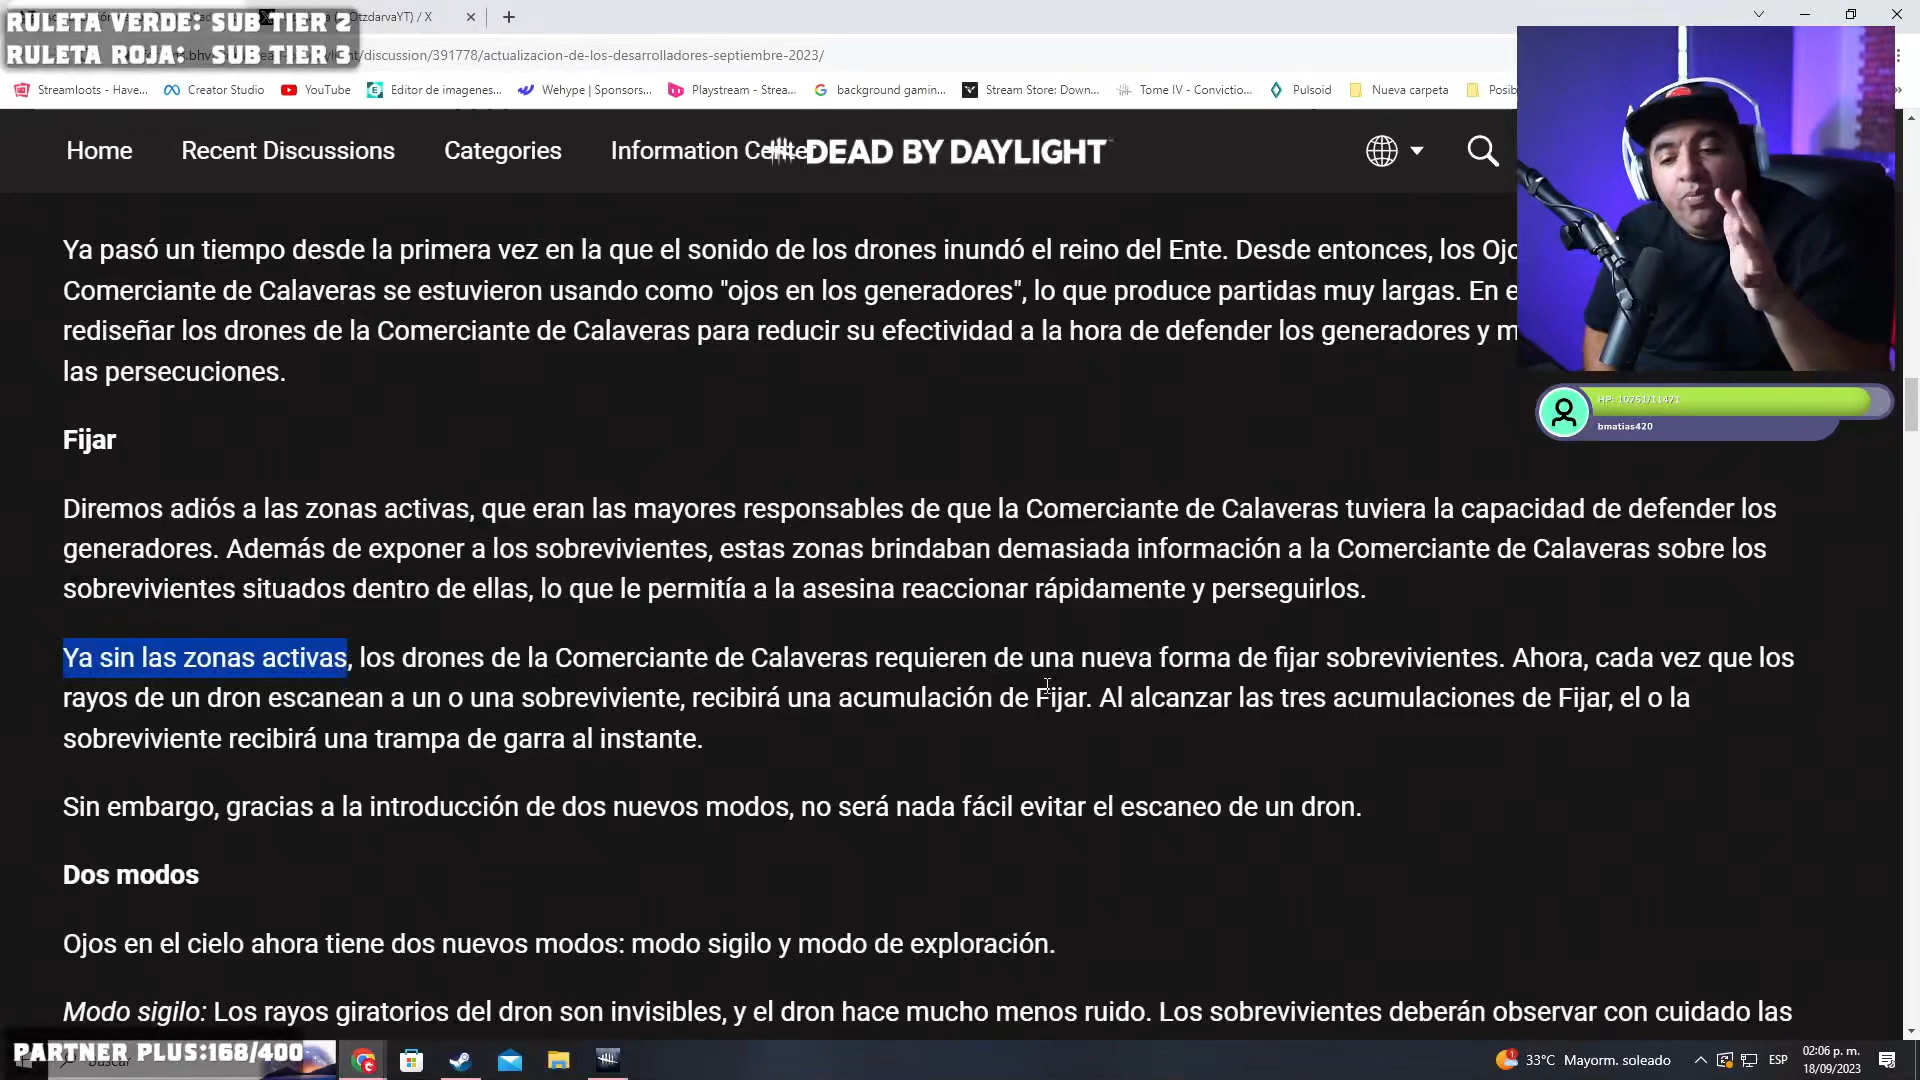 RULETA VERDE: SUB TIER 2
RULETA ROJA: SUB TIER 3
OtzdarvaYT) / X
/discussion/391778/actualizacion-de-los-desarrolladores-septiembre-2023/
Streamloots - Have...
Creator Studio
YouTube
Editor de imagenes...
Wehype | Sponsors...
Playstream - Strea...
background gamin...
Stream Store: Down...
Tome IV - Convictio...
Pulsoid
Nueva carpeta
Posib
Home
Recent Discussions
Categories
Information Center
DEAD BY DAYLIGHT
Ya pasó un tiempo desde la primera vez en la que el sonido de los drones inundó el reino del Ente. Desde entonces, los Ojo
Comerciante de Calaveras se estuvieron usando como "ojos en los generadores", lo que produce partidas muy largas. En e
rediseñar los drones de la Comerciante de Calaveras para reducir su efectividad a la hora de defender los generadores y m
las persecuciones.
HP: 10751/11471
bmatias420
Fijar
Diremos adiós a las zonas activas, que eran las mayores responsables de que la Comerciante de Calaveras tuviera la capacidad de defender los
generadores. Además de exponer a los sobrevivientes, estas zonas brindaban demasiada información a la Comerciante de Calaveras sobre los
sobrevivientes situados dentro de ellas, lo que le permitía a la asesina reaccionar rápidamente y perseguirlos.
Ya sin las zonas activas, los drones de la Comerciante de Calaveras requieren de una nueva forma de fijar sobrevivientes. Ahora, cada vez que los
rayos de un dron escanean a un o una sobreviviente, recibirá una acumulación de Fijar. Al alcanzar las tres acumulaciones de Fijar, el o la
sobreviviente recibirá una trampa de garra al instante.
Sin embargo, gracias a la introducción de dos nuevos modos, no será nada fácil evitar el escaneo de un dron.
Dos modos
Ojos en el cielo ahora tiene dos nuevos modos: modo sigilo y modo de exploración.
Modo sigilo: Los rayos giratorios del dron son invisibles, y el dron hace mucho menos ruido. Los sobrevivientes deberán observar con cuidado las
PARTNER PLUS:168/400
Buscar
33°C Mayorm. soleado
ESP
02:06 p. m.
18/09/2023